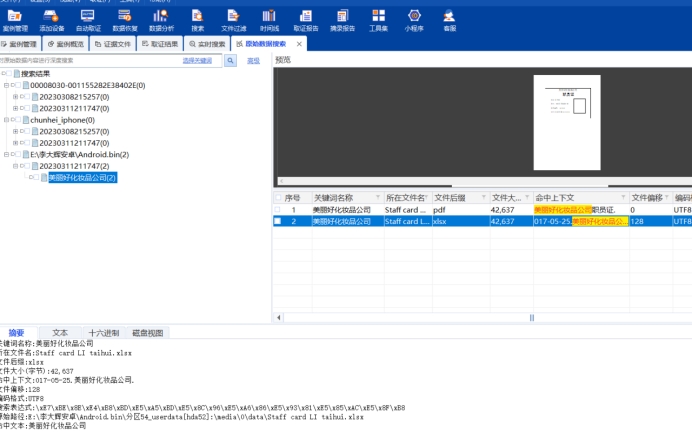 案例管理 添加设备 自动取证 数据恢复 数据分析 搜索 文件过滤 时间线 取证报告 摘录报告 工具集 小程序 客服
案例管理 案例概览 证据文件 取证结果 实时搜索 原始数据搜索 ×
原始数据内容进行深度搜索 选择关键词 高级
搜索结果
00008030-001155282E38402E(0)
20230308215257(0)
20230311211747(0)
chunhei_iphone(0)
20230308215257(0)
20230311211747(0)
E:\李大辉安卓\Android.bin(2)
20230311211747(2)
美丽好化妆品公司(2)
预览
序号 关键词名称 所在文件名 文件后缀 文件大... 命中上下文 文件偏移 编码
1 美丽好化妆品公司 Staff card ... pdf 42,637 美丽好化妆品公司职员证. 0 UTF8
2 美丽好化妆品公司 Staff card L... xlsx 42,637 017-05-25.美丽好化妆品公... 128 UTF8
摘要 文本 十六进制 磁盘视图
关键词名称:美丽好化妆品公司
所在文件名:Staff card LI taihui.xlsx
文件后缀:xlsx
文件大小(字节):42,637
命中上下文:017-05-25.美丽好化妆品公司.
文件偏移:128
编码格式:UTF8
搜索表达式:\xE7\xBE\x8E\xE4\xB8\xBD\xE5\xA5\xBD\xE5\x8C\x96\xE5\xA6\x86\xE5\x93\x81\xE5\x85\xAC\xE5\x8F\xB8
原始路径:E:\李大辉安卓\Android.bin\分区54_userdata[hda52]:\media\0\data\Staff card LI taihui.xlsx
命中文本:美丽好化妆品公司